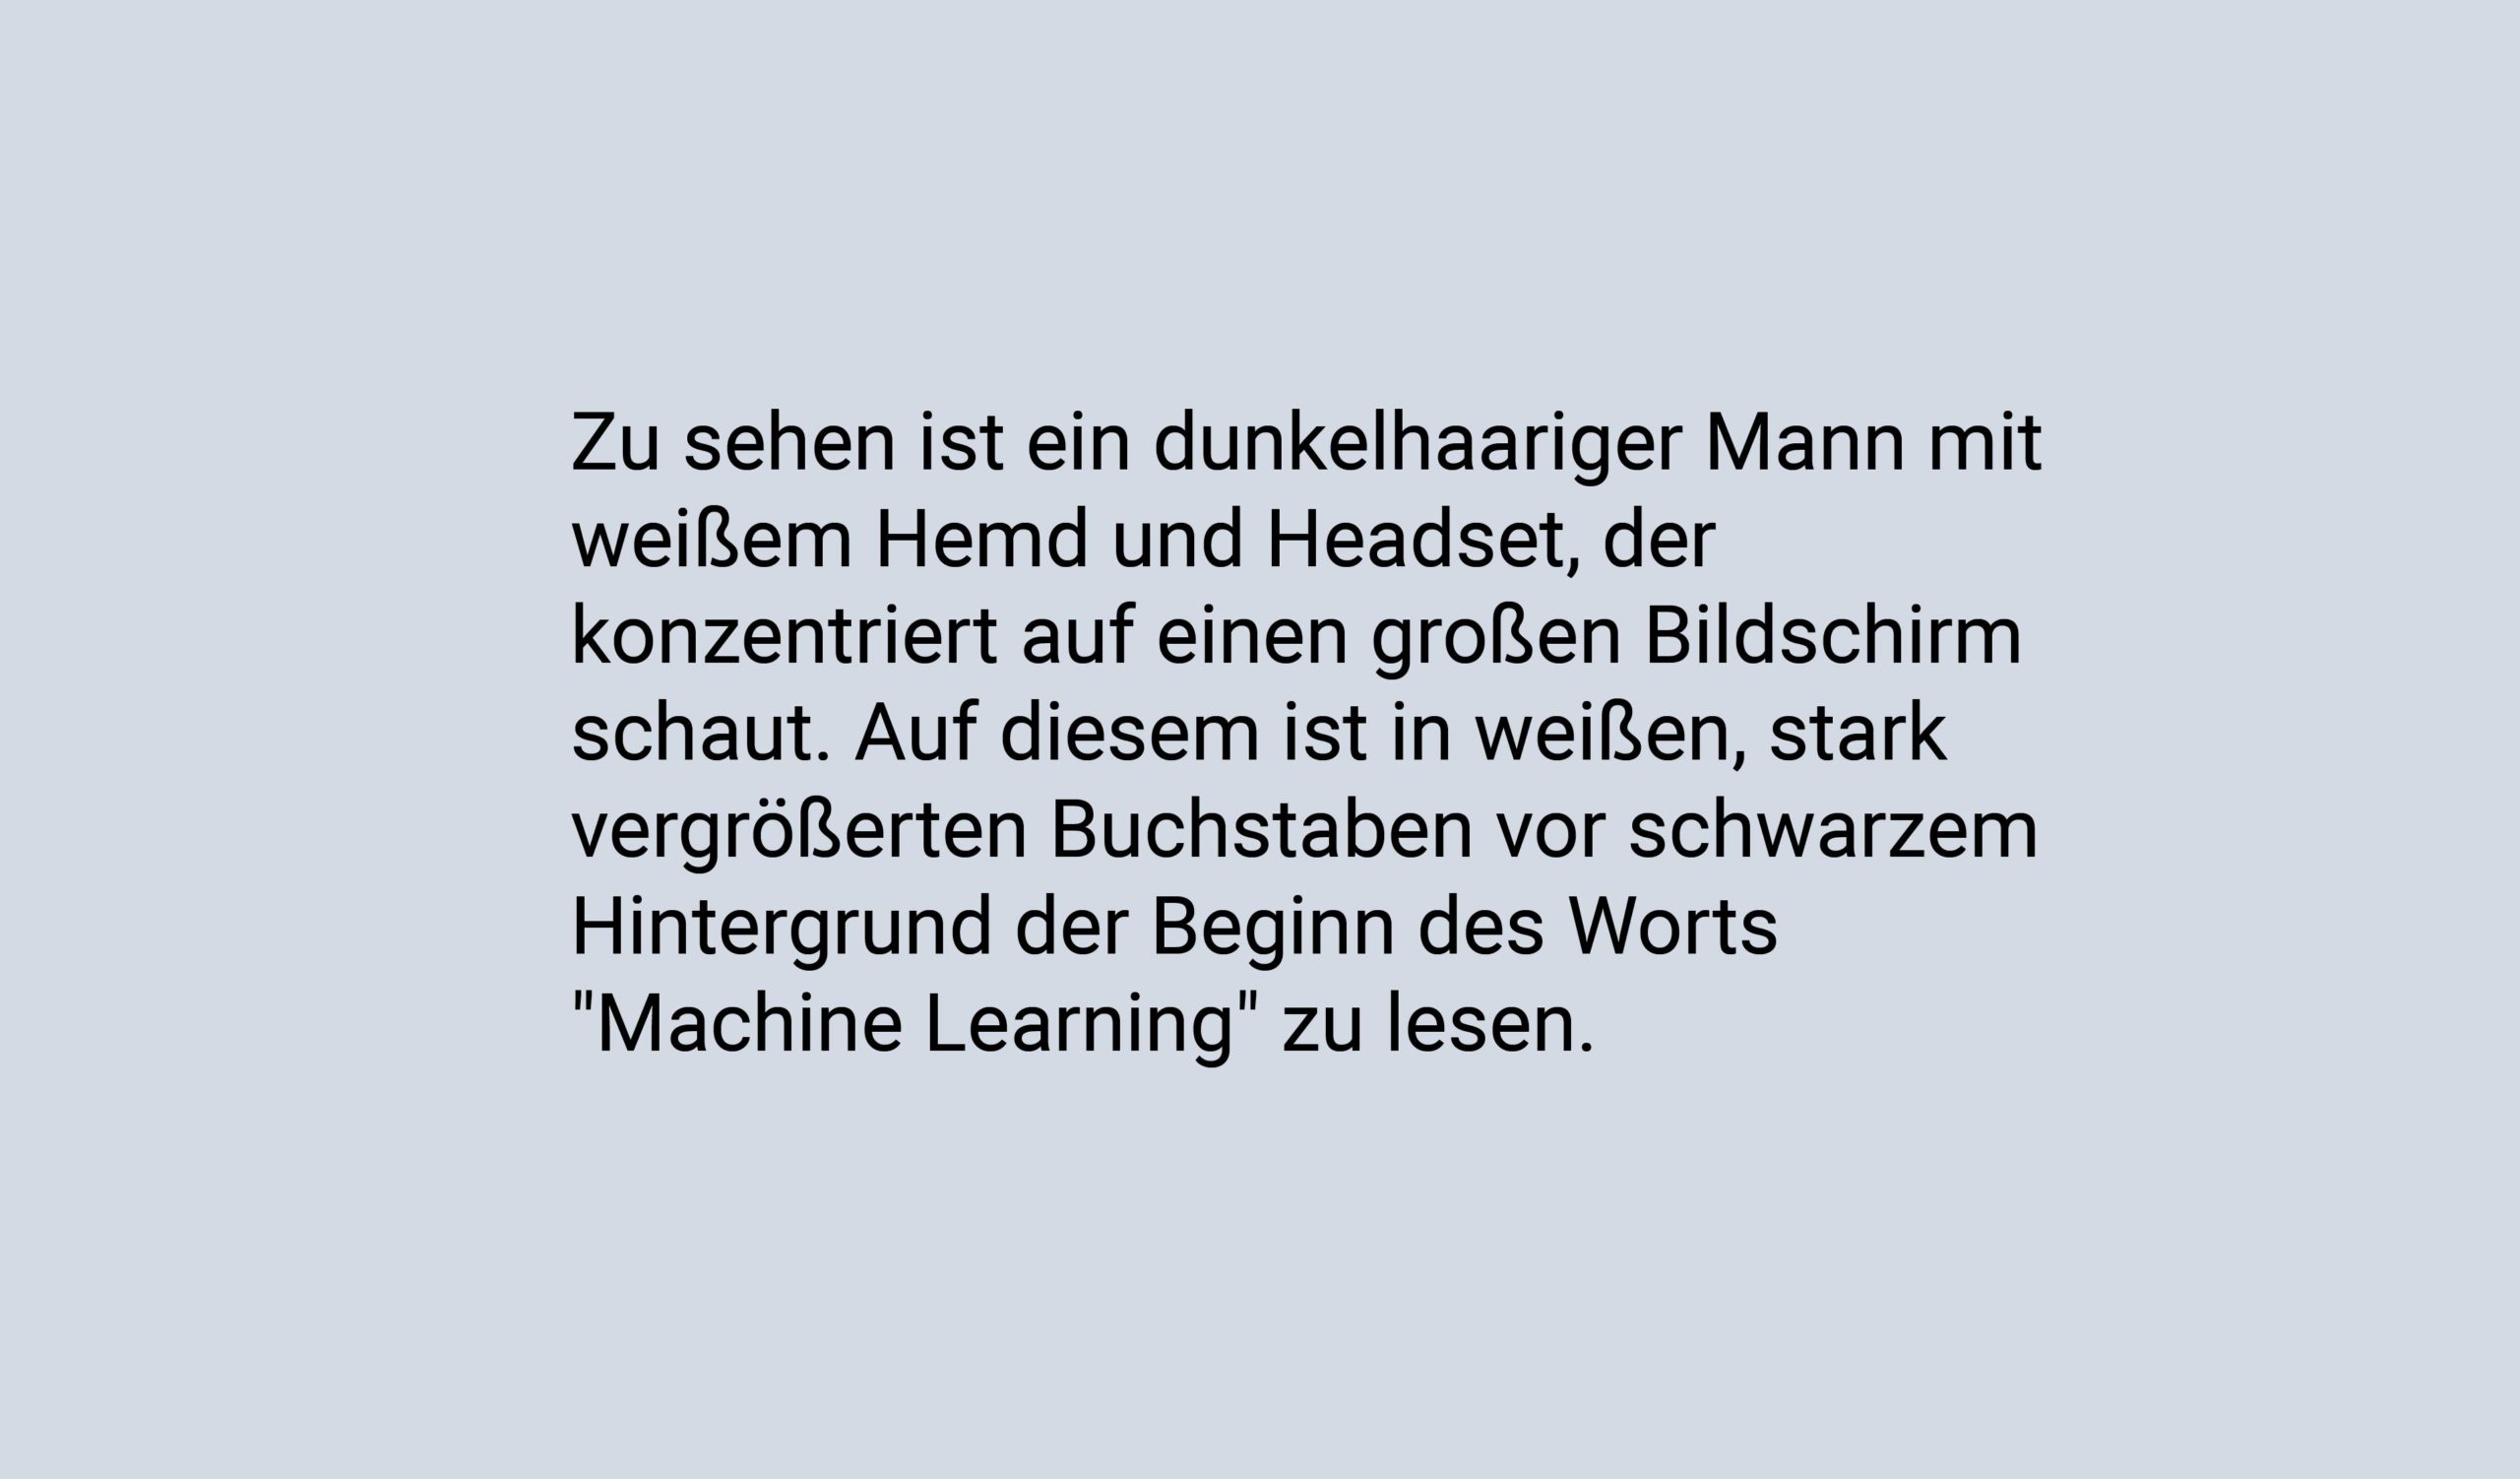 Zu sehen ist ein dunkelhaariger Mann mit
weißem Hemd und Headset, der
konzentriert auf einen großen Bildschirm
schaut. Auf diesem ist in weißen, stark
vergrößerten Buchstaben vor schwarzem
Hintergrund der Beginn des Worts
"Machine Learning" zu lesen.